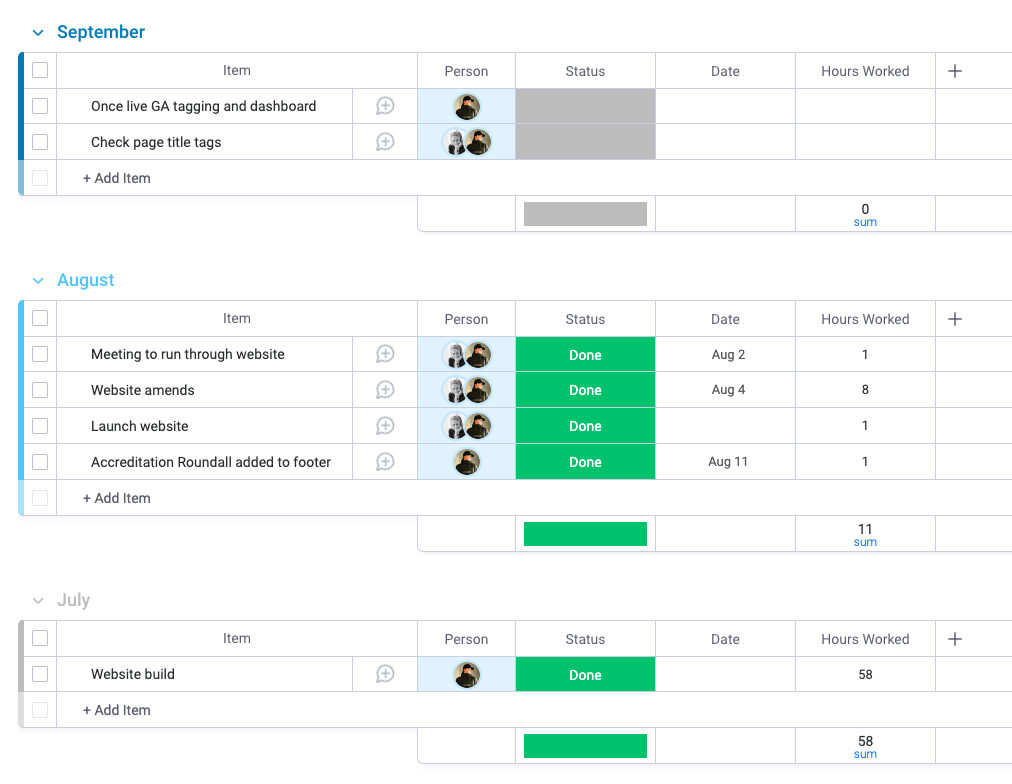 September
Item Person Status Date Hours Worked
Once live GA tagging and dashboard
Check page title tags
+ Add Item
0
sum
August
Item Person Status Date Hours Worked
Meeting to run through website Done Aug 2 1
Website amends Done Aug 4 8
Launch website Done 1
Accreditation Roundall added to footer Done Aug 11 1
+ Add Item
11
sum
July
Item Person Status Date Hours Worked
Website build Done 58
+ Add Item
58
sum